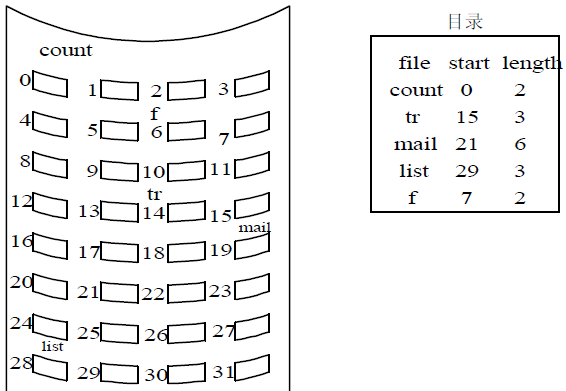 目录
count
0 1 2 3
f
4 5 6 7
8 9 10 11
tr
12 13 14 15
mail
16 17 18 19
20 21 22 23
24 25 26 27
list
28 29 30 31
file start length
count 0 2
tr 15 3
mail 21 6
list 29 3
f 7 2